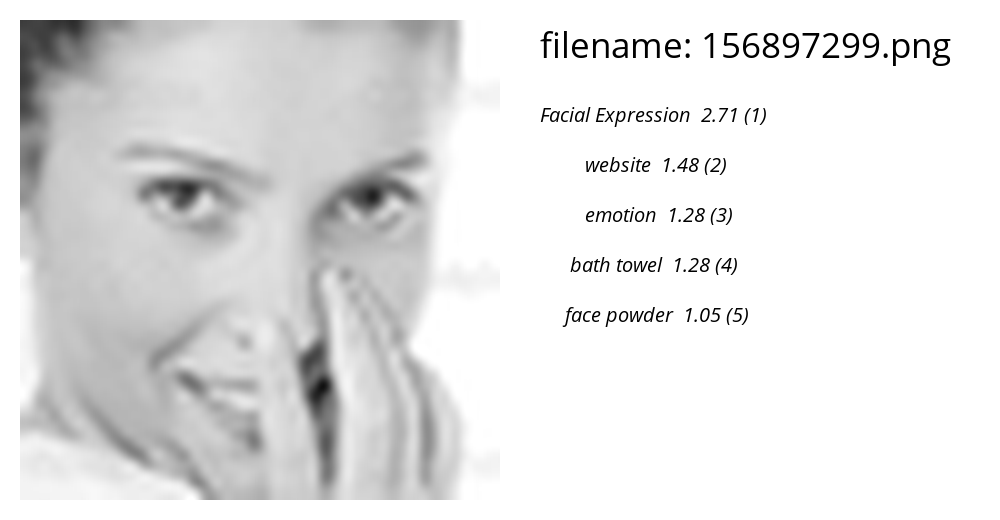 filename: 156897299.png
Facial Expression 2.71 (1)
website 1.48 (2)
emotion 1.28 (3)
bath towel 1.28 (4)
face powder 1.05 (5)